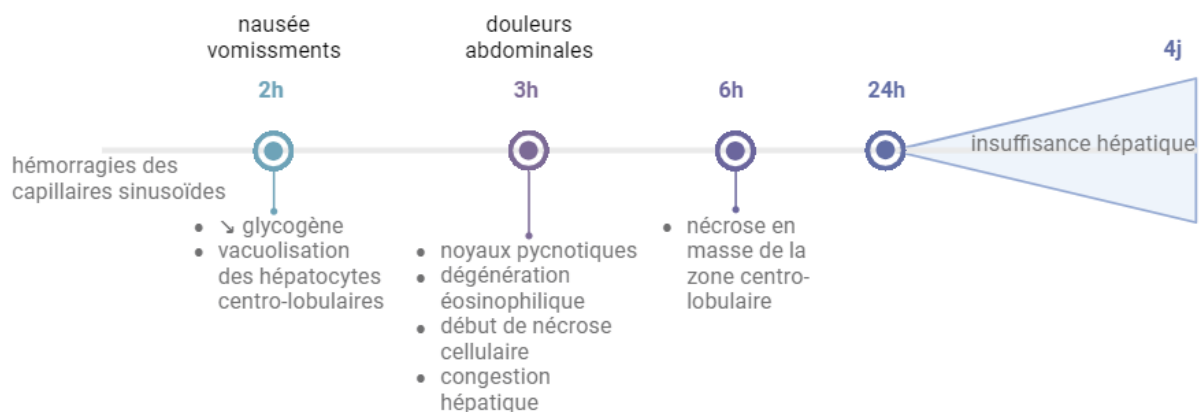 nausée
vomissments
douleurs
abdominales
2h
3h
6h
24h
4j
hémorragies des
capillaires sinusoïdes
insuffisance hépatique
• ↘ glycogène
• vacuolisation
des hépatocytes
centro-lobulaires
• noyaux pycnotiques
• dégénération
éosinophilique
• début de nécrose
cellulaire
• congestion
hépatique
• nécrose en
masse de la
zone centro-
lobulaire